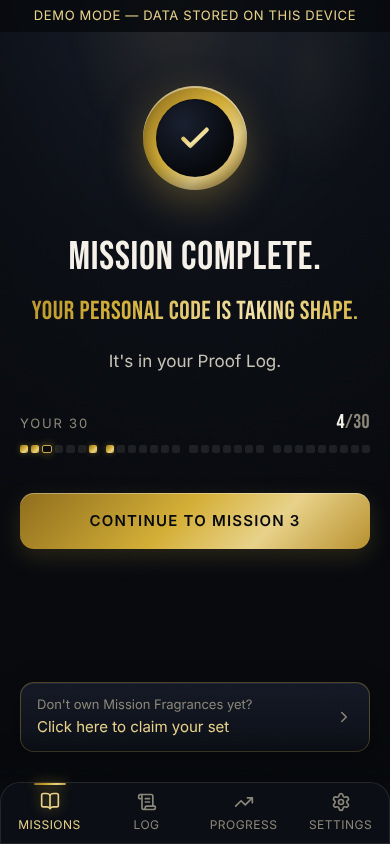 DEMO MODE — DATA STORED ON THIS DEVICE
MISSION COMPLETE.
YOUR PERSONAL CODE IS TAKING SHAPE.
It's in your Proof Log.
YOUR 30
4/30
CONTINUE TO MISSION 3
Don't own Mission Fragrances yet?
Click here to claim your set
MISSIONS
LOG
PROGRESS
SETTINGS